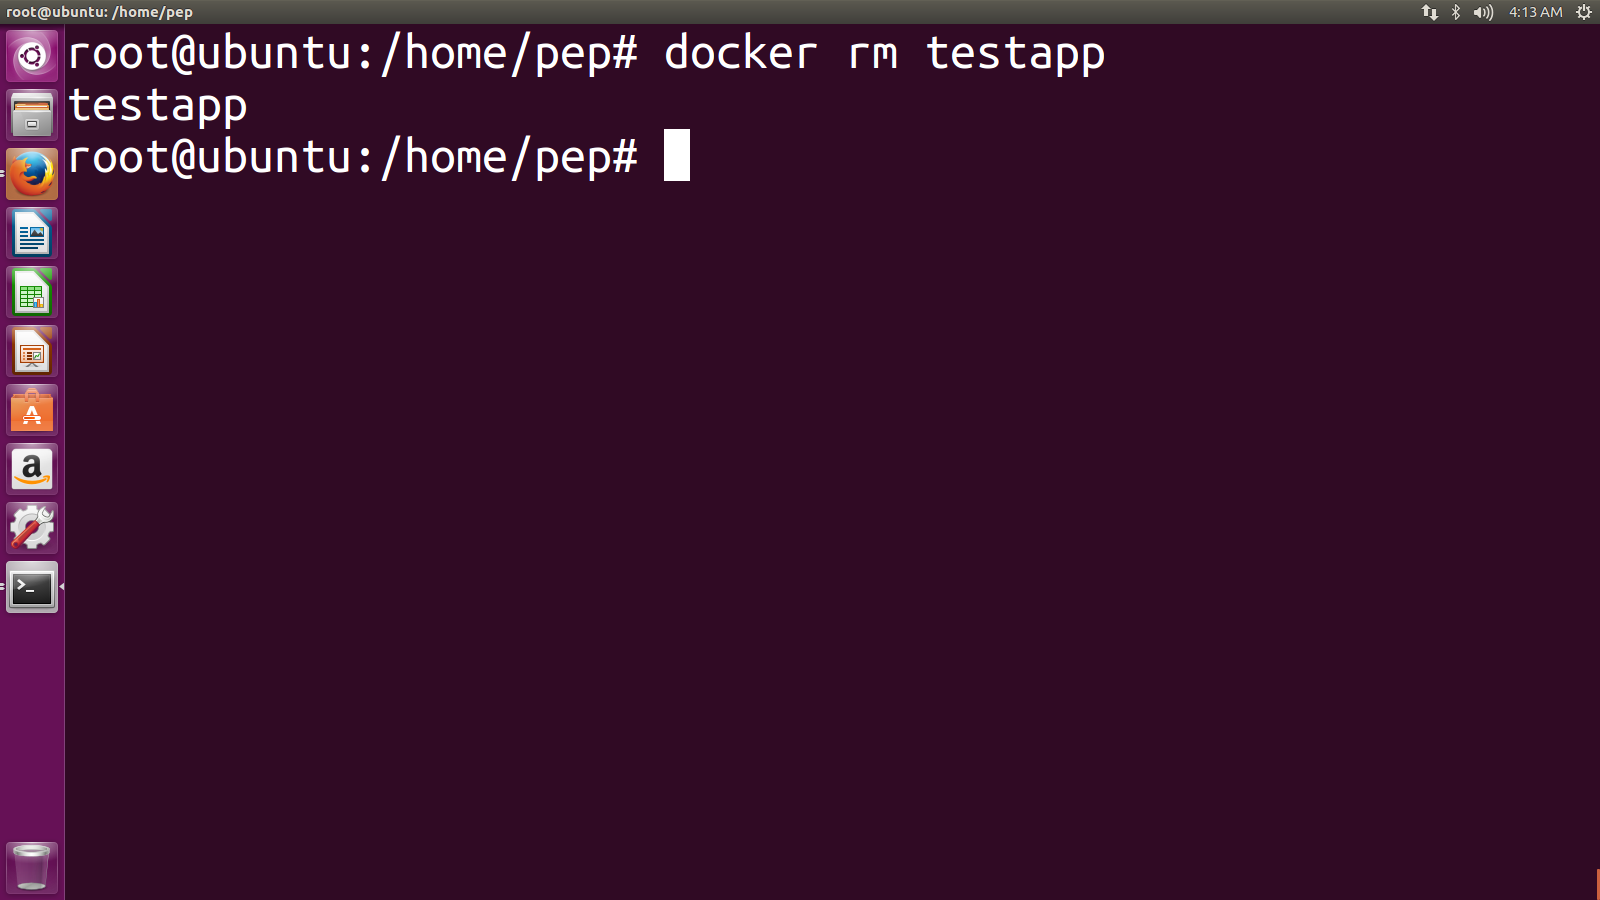 root@ubuntu: /home/pep
4:13 AM
root@ubuntu:/home/pep# docker rm testapp
testapp
root@ubuntu:/home/pep#